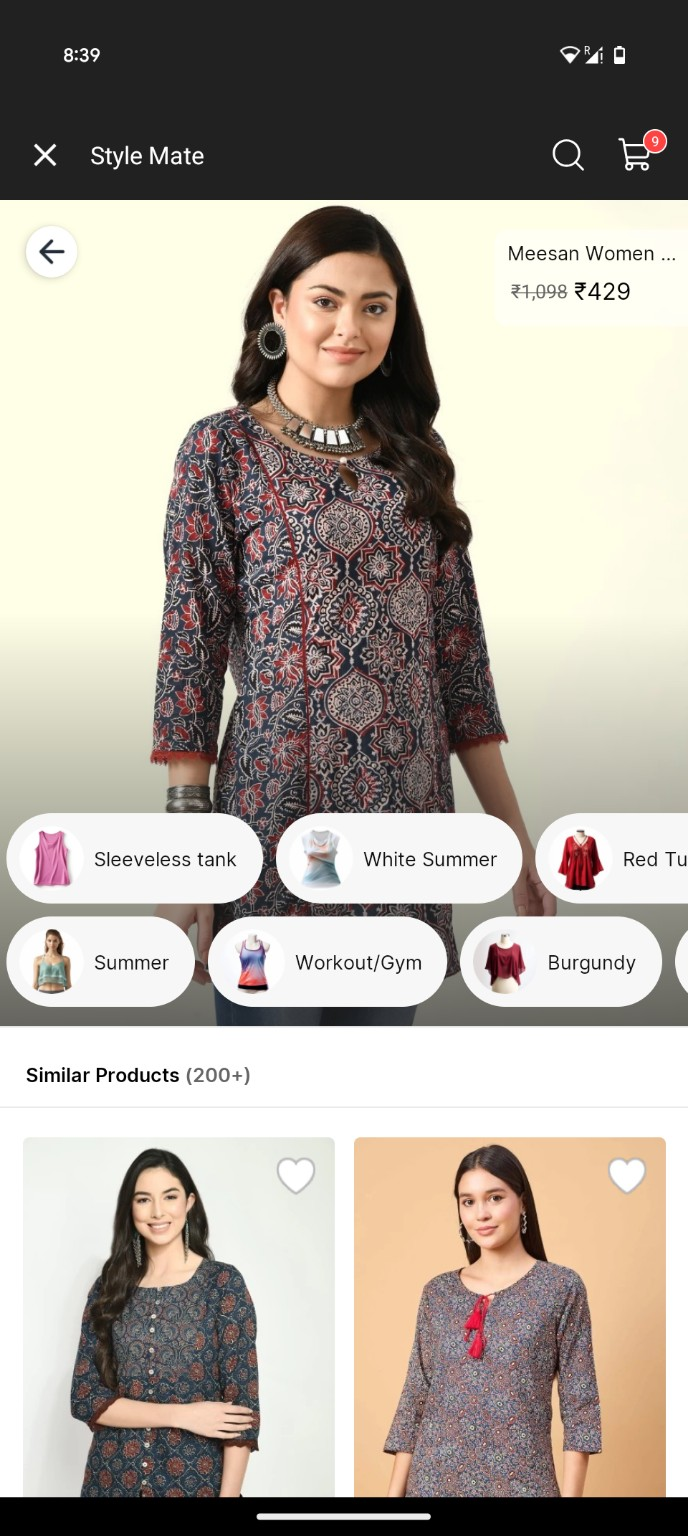 8:39
R
Style Mate
9
Meesan Women ...
₹1,098 ₹429
Sleeveless tank
White Summer
Red Tu
Summer
Workout/Gym
Burgundy
Similar Products (200+)